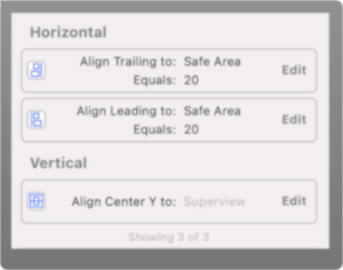 Horizontal
Align Trailing to: Safe Area
Equals: 20
Edit
Align Leading to: Safe Area
Equals: 20
Edit
Vertical
Align Center Y to: Superview
Edit
Showing 3 of 3